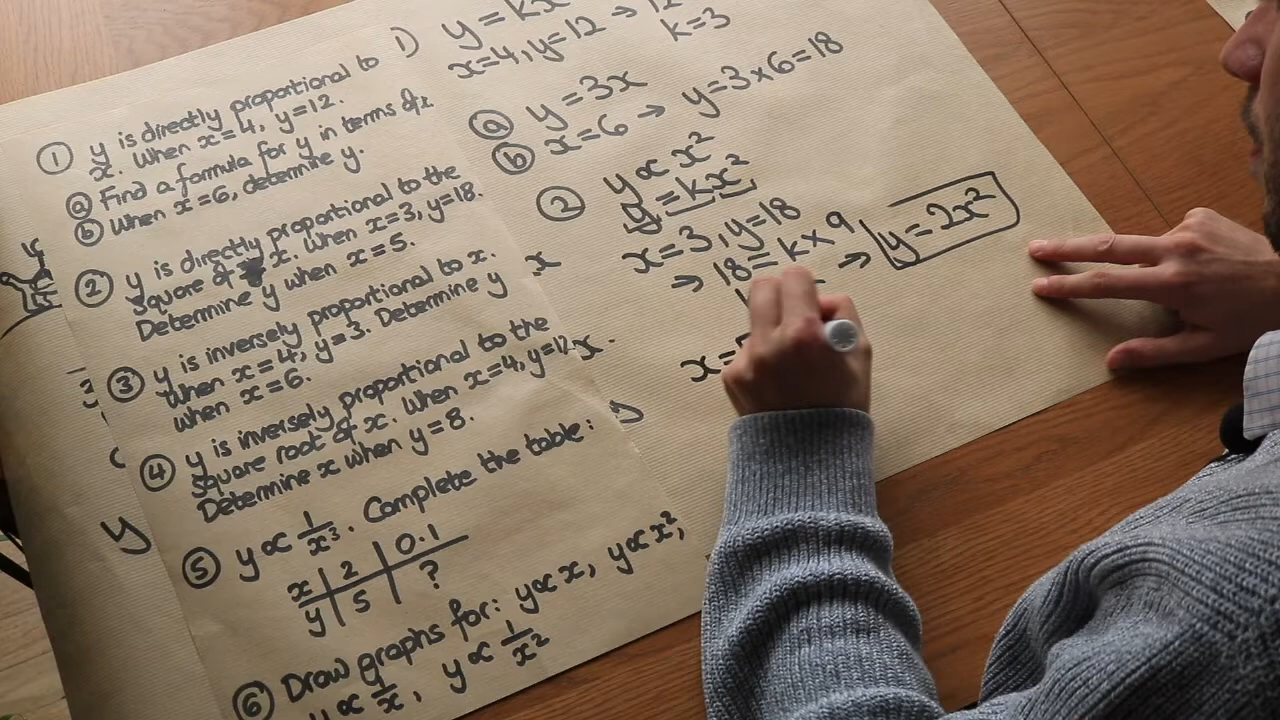 ① y is directly proportional to
x. When x=4, y=12.
ⓐ Find a formula for y in terms of x.
ⓑ When x=6, determine y.
② y is directly proportional to the
square of x. When x=3, y=18.
Determine y when x=5.
③ y is inversely proportional to x.
When x=4, y=3. Determine y
when x=6.
④ y is inversely proportional to the
square root of x. When x=4, y=12.
Determine x when y=8.
⑤ y ∝ 1/x³. Complete the table:
x | 2 | 0.1
y | 5 | ?
⑥ Draw graphs for: y∝x, y∝x²,
y∝1/x, y∝1/x²
1) y=kx
x=4, y=12 → 12
k=3
ⓐ y=3x
ⓑ x=6 → y=3×6=18
② y∝x²
y=kx²
x=3, y=18
→ 18=k×9
→ y=2x²
x=
x
x.
y
y